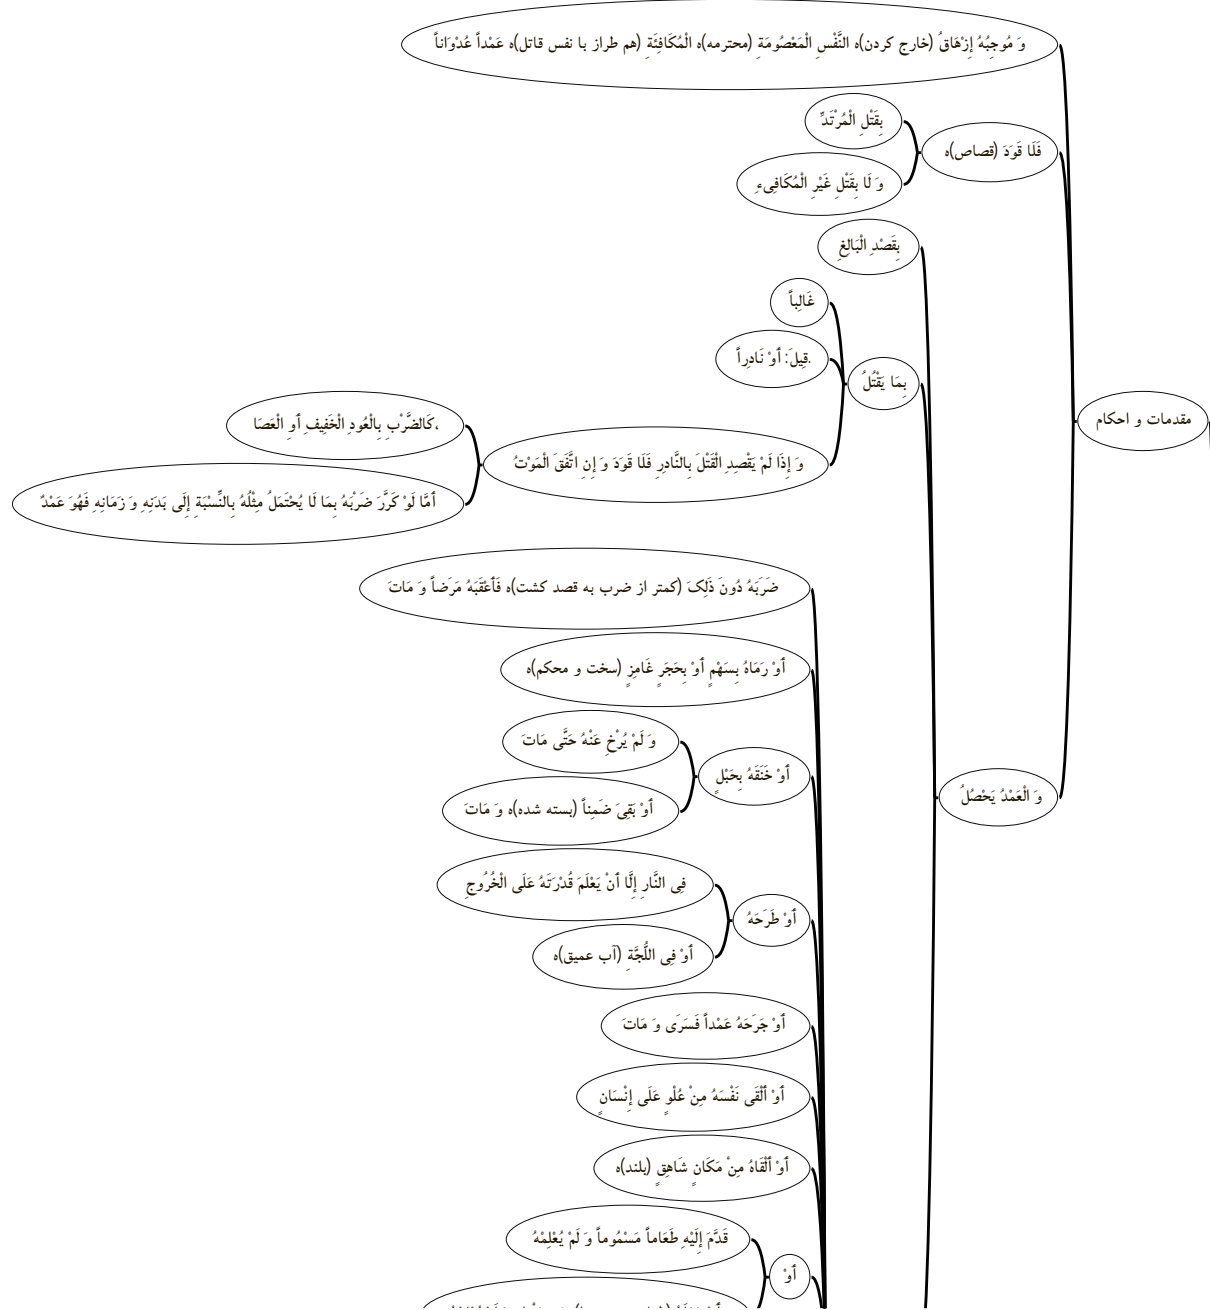 وَ مُوجِبُهُ إِزْهَاقُ (خارج کردن)ه النَّفْسِ الْمَعْصُومَةِ (محترمه)ه الْمُكَافِئَةِ (هم طراز با نفس قاتل)ه عَمْداً عُدْوَاناً
بِقَتْلِ الْمُرْتَدِّ
فَلَا قَوَدَ (قصاص)ه
وَ لَا بِقَتْلِ غَيْرِ الْمُكَافِیءِ
بِقَصْدِ الْبَالِغِ
غَالِباً
.قِيلَ: أَوْ نَادِراً
بِمَا يَقْتُلُ
مقدمات و احکام
،كَالضَّرْبِ بِالْعُودِ الْخَفِيفِ أَوِ الْعَصَا
وَ إِذَا لَمْ يَقْصِدِ الْقَتْلَ بِالنَّادِرِ فَلَا قَوَدَ وَ إِنِ اتَّفَقَ الْمَوْتُ
أَمَّا لَوْ كَرَّرَ ضَرْبَهُ بِمَا لَا يُحْتَمَلُ مِثْلُهُ بِالنِّسْبَةِ إِلَى بَدَنِهِ وَ زَمَانِهِ فَهُوَ عَمْدٌ
ضَرَبَهُ دُونَ ذَلِکَ (کمتر از ضرب به قصد کشت)ه فَأَعْقَبَهُ مَرَضاً وَ مَاتَ
أَوْ رَمَاهُ بِسَهْمٍ أَوْ بِحَجَرٍ غَامِزٍ (سخت و محکم)ه
وَ لَمْ يُرْخِ عَنْهُ حَتَّى مَاتَ
أَوْ خَنَقَهُ بِحَبْلٍ
وَ الْعَمْدُ يَحْصُلُ
أَوْ بَقِیَ ضَمِناً (بسته شده)ه وَ مَاتَ
فِی النَّارِ إِلَّا أَنْ يَعْلَمَ قُدْرَتَهُ عَلَى الْخُرُوجِ
أَوْ طَرَحَهُ
أَوْ فِی اللُّجَّةِ (آب عمیق)ه
أَوْ جَرَحَهُ عَمْداً فَسَرَى وَ مَاتَ
أَوْ أَلْقَى نَفْسَهُ مِنْ عُلْوٍ عَلَى إِنْسَانٍ
أَوْ أَلْقَاهُ مِنْ مَكَانٍ شَاهِقٍ (بلند)ه
قَدَّمَ إِلَيْهِ طَعَاماً مَسْمُوماً وَ لَمْ يُعْلِمْهُ
أَوْ